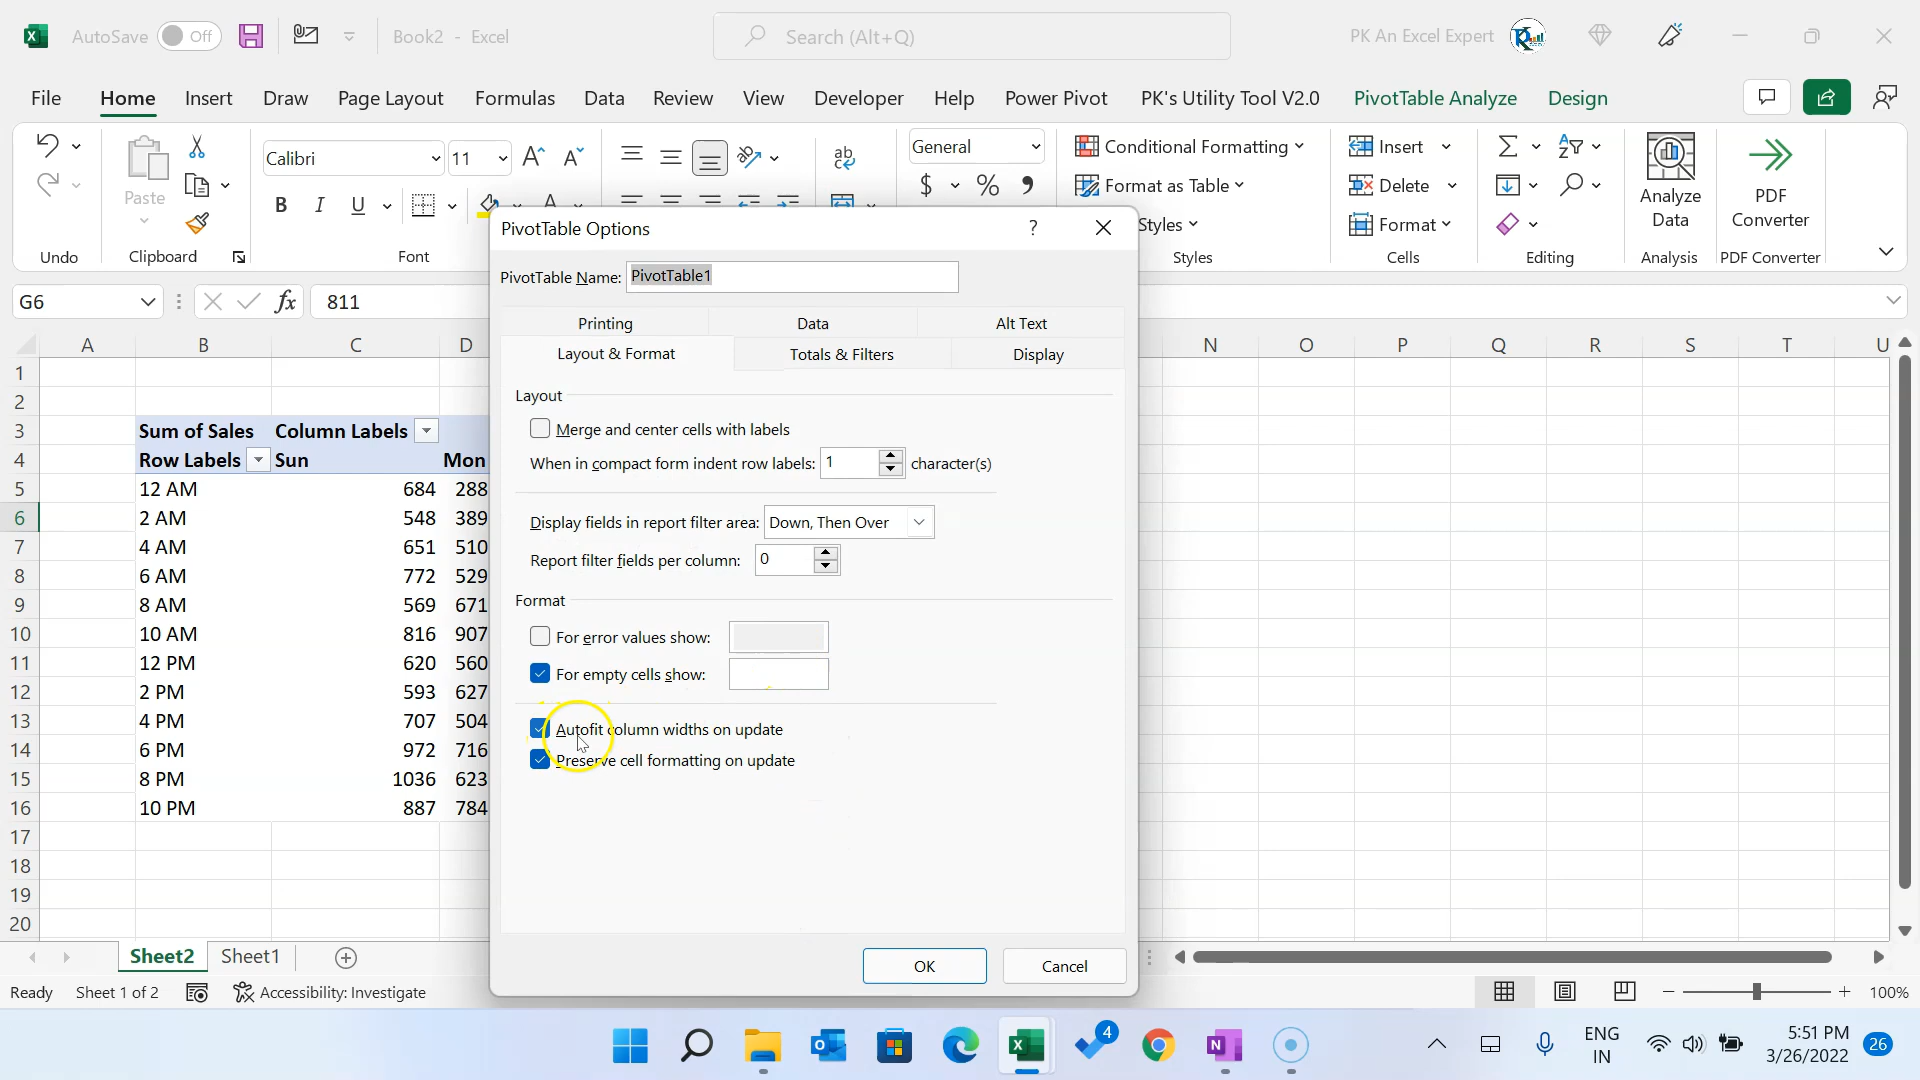 AutoSave Off Book2 - Excel Search (Alt+Q) PK An Excel Expert
File Home Insert Draw Page Layout Formulas Data Review View Developer Help Power Pivot PK's Utility Tool V2.0 PivotTable Analyze Design
Calibri 11 General Conditional Formatting Insert
Paste Format as Table Delete Analyze Data PDF Converter
B I U Styles Format
Undo Clipboard Font Styles Cells Editing Analysis PDF Converter
PivotTable Options
PivotTable Name: PivotTable1
G6 fx 811
Printing Data Alt Text
Layout & Format Totals & Filters Display
A B C D N O P Q R S T U
Layout
Merge and center cells with labels
When in compact form indent row labels: 1 character(s)
Display fields in report filter area: Down, Then Over
Report filter fields per column: 0
Format
For error values show:
For empty cells show:
Autofit column widths on update
Preserve cell formatting on update
OK Cancel
1
2
3 Sum of Sales Column Labels
4 Row Labels Sun Mon
5 12 AM 684 288
6 2 AM 548 389
7 4 AM 651 510
8 6 AM 772 529
9 8 AM 569 671
10 10 AM 816 907
11 12 PM 620 560
12 2 PM 593 627
13 4 PM 707 504
14 6 PM 972 716
15 8 PM 1036 623
16 10 PM 887 784
17
18
19
20
Sheet2 Sheet1
Ready Sheet 1 of 2 Accessibility: Investigate 100%
4 ENG IN 5:51 PM 3/26/2022 26